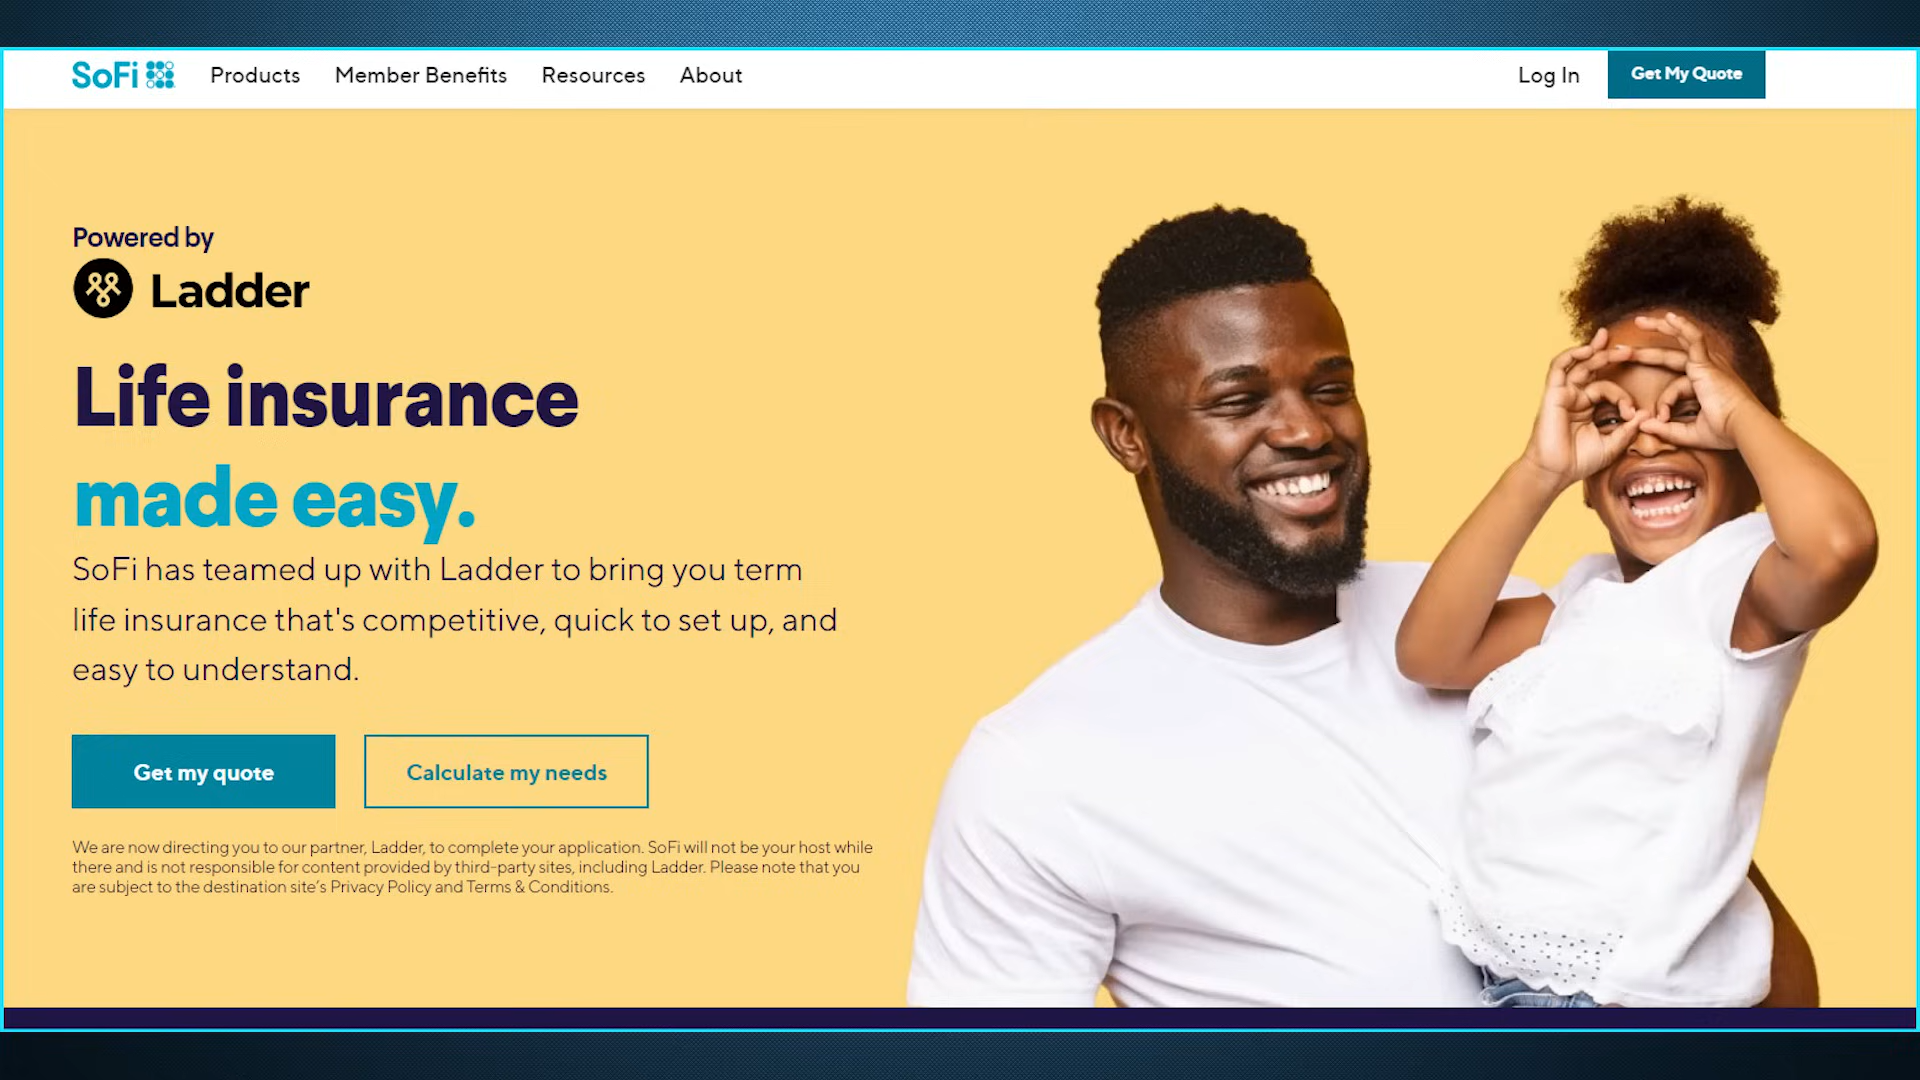 SoFi
Products
Member Benefits
Resources
About
Log In
Get My Quote
Powered by
Ladder
Life insurance
made easy.
SoFi has teamed up with Ladder to bring you term
life insurance that's competitive, quick to set up, and
easy to understand.
Get my quote
Calculate my needs
We are now directing you to our partner, Ladder, to complete your application. SoFi will not be your host while
there and is not responsible for content provided by third-party sites, including Ladder. Please note that you
are subject to the destination site’s Privacy Policy and Terms & Conditions.